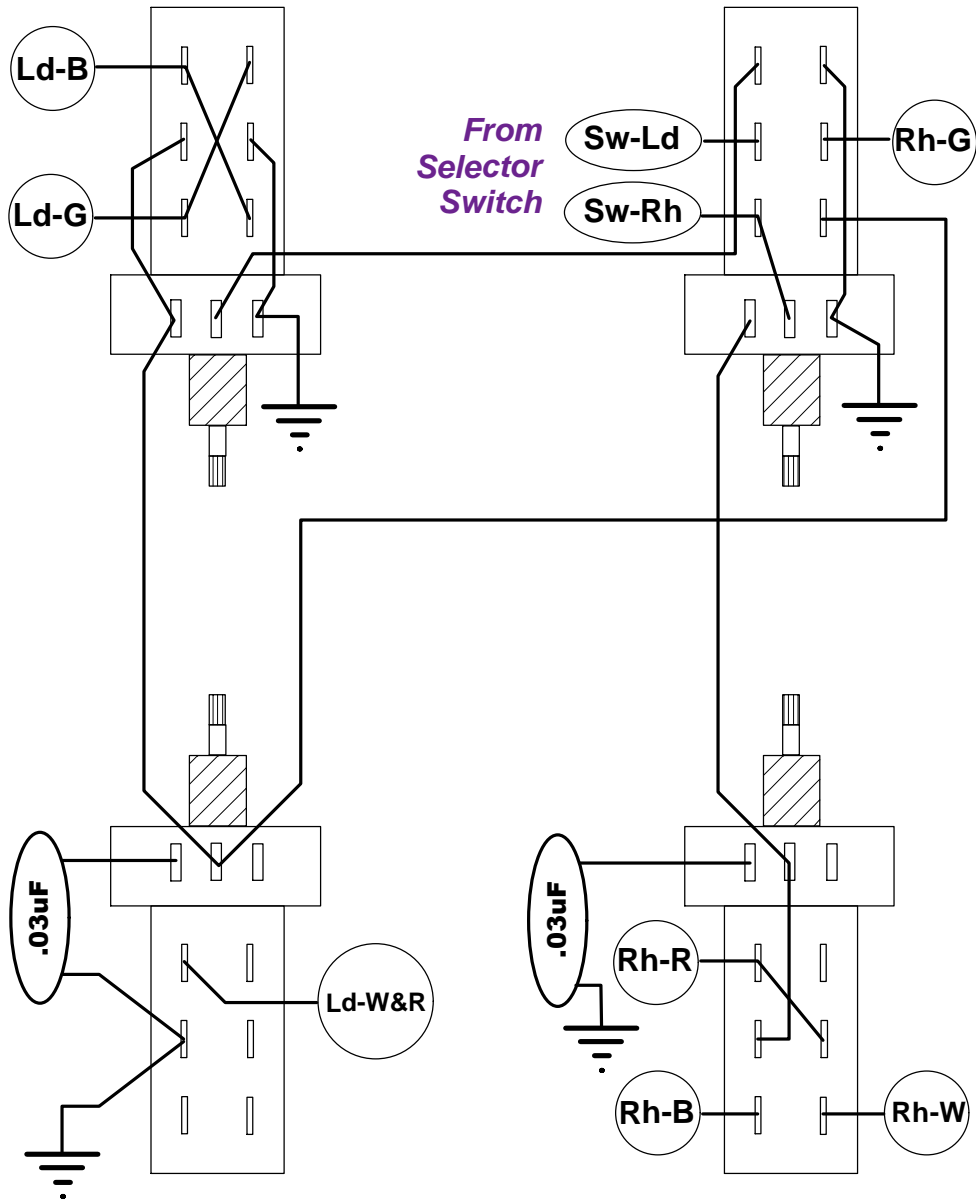 Ld-B
From
Selector
Switch
Sw-Ld
Rh-G
Ld-G
Sw-Rh
.03uF
.03uF
Rh-R
Ld-W&R
Rh-B
Rh-W